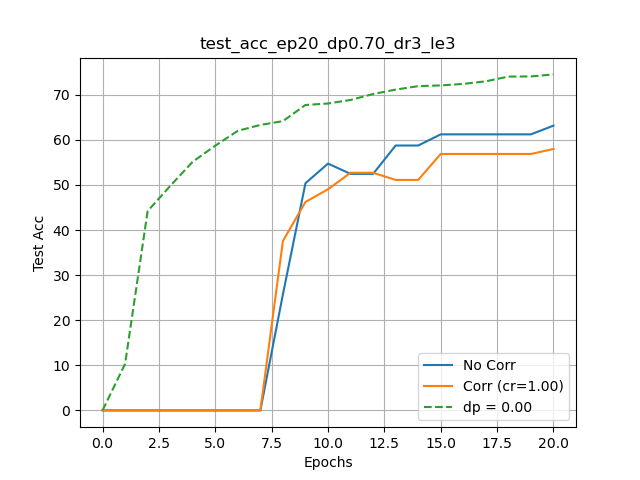 test_acc_ep20_dp0.70_dr3_le3
Test Acc
70
60
50
40
30
20
10
0
No Corr
Corr (cr=1.00)
dp = 0.00
0.0 2.5 5.0 7.5 10.0 12.5 15.0 17.5 20.0
Epochs